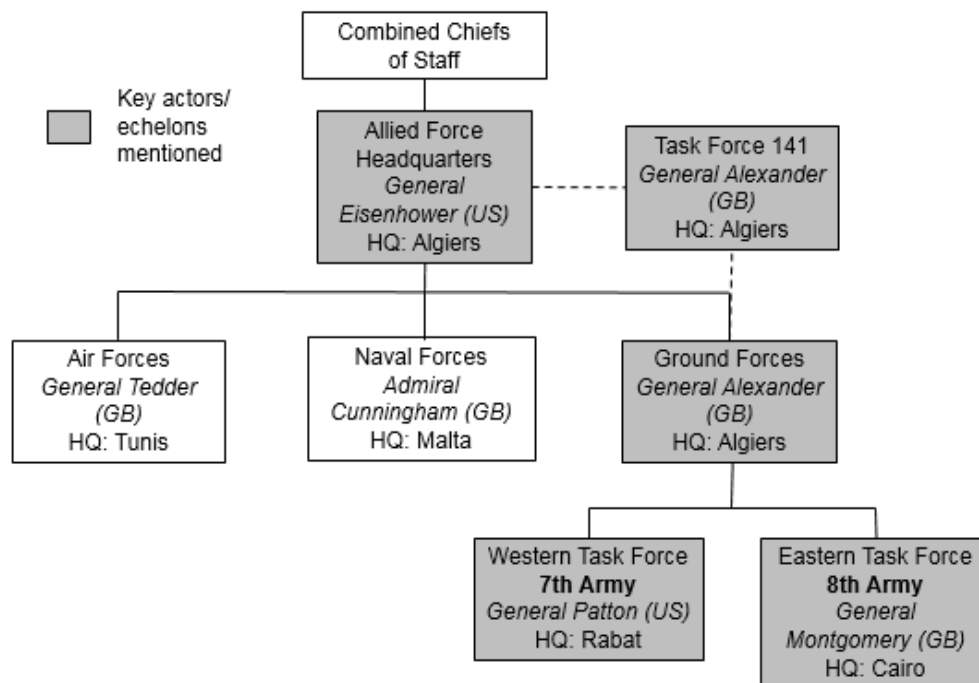 Combined Chiefs
of Staff
Key actors/
echelons
mentioned
Allied Force
Headquarters
General
Eisenhower (US)
HQ: Algiers
Task Force 141
General Alexander
(GB)
HQ: Algiers
Air Forces
General Tedder
(GB)
HQ: Tunis
Naval Forces
Admiral
Cunningham (GB)
HQ: Malta
Ground Forces
General Alexander
(GB)
HQ: Algiers
Western Task Force
7th Army
General Patton (US)
HQ: Rabat
Eastern Task Force
8th Army
General
Montgomery (GB)
HQ: Cairo